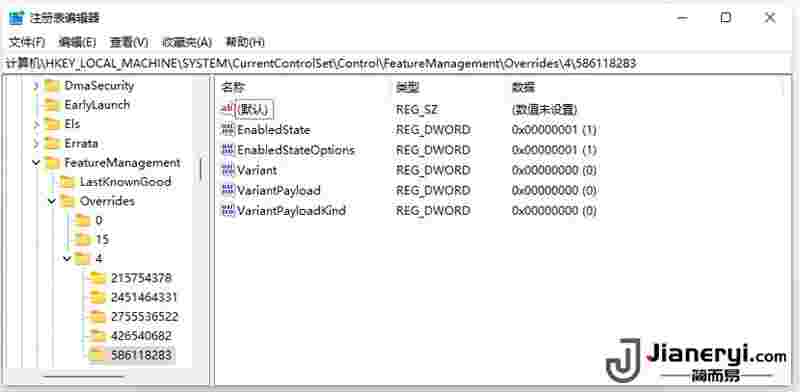 注册表编辑器
文件(F) 编辑(E) 查看(V) 收藏夹(A) 帮助(H)
计算机\HKEY_LOCAL_MACHINE\SYSTEM\CurrentControlSet\Control\FeatureManagement\Overrides\4\586118283
DmaSecurity
EarlyLaunch
Els
Errata
FeatureManagement
LastKnownGood
Overrides
0
15
4
215754378
2451464331
2755536522
426540682
586118283
名称 类型 数据
ab (默认) REG_SZ (数值未设置)
EnabledState REG_DWORD 0x00000001 (1)
EnabledStateOptions REG_DWORD 0x00000001 (1)
Variant REG_DWORD 0x00000000 (0)
VariantPayload REG_DWORD 0x00000000 (0)
VariantPayloadKind REG_DWORD 0x00000000 (0)
Jianeryi.com
简而易